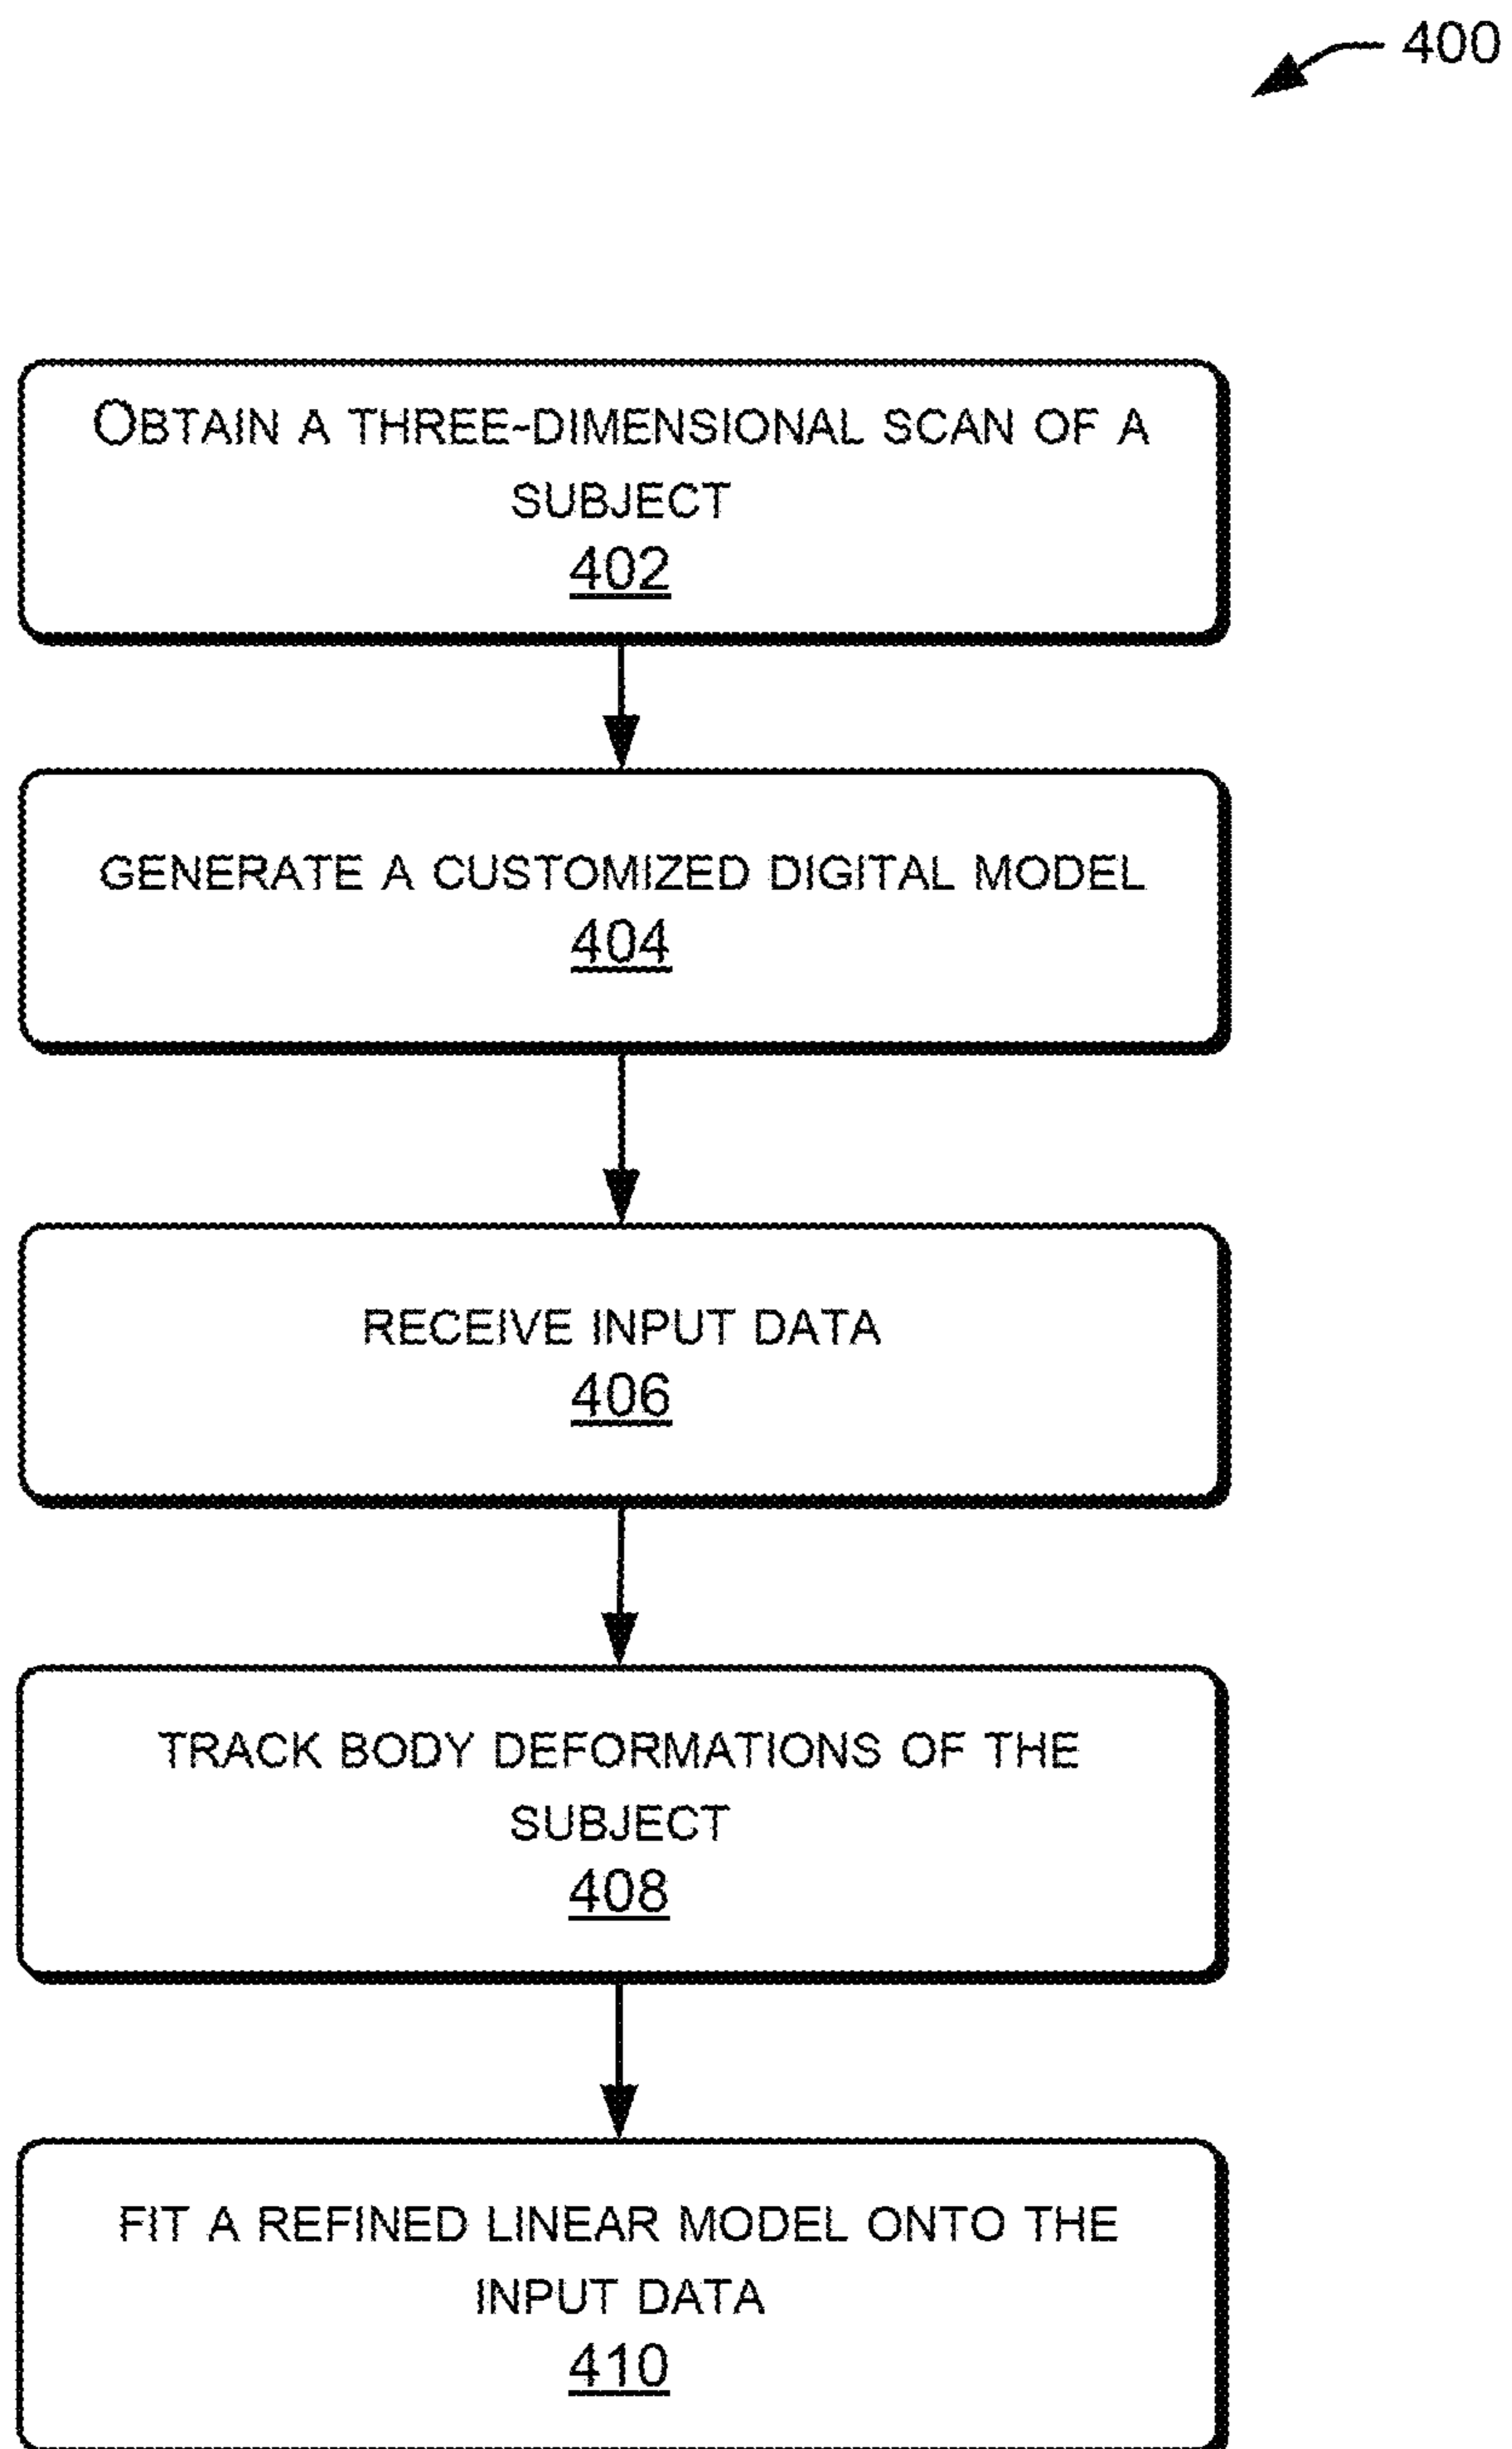 400
OBTAIN A THREE-DIMENSIONAL SCAN OF A
SUBJECT
402
GENERATE A CUSTOMIZED DIGITAL MODEL
404
RECEIVE INPUT DATA
406
TRACK BODY DEFORMATIONS OF THE
SUBJECT
408
FIT A REFINED LINEAR MODEL ONTO THE
INPUT DATA
410